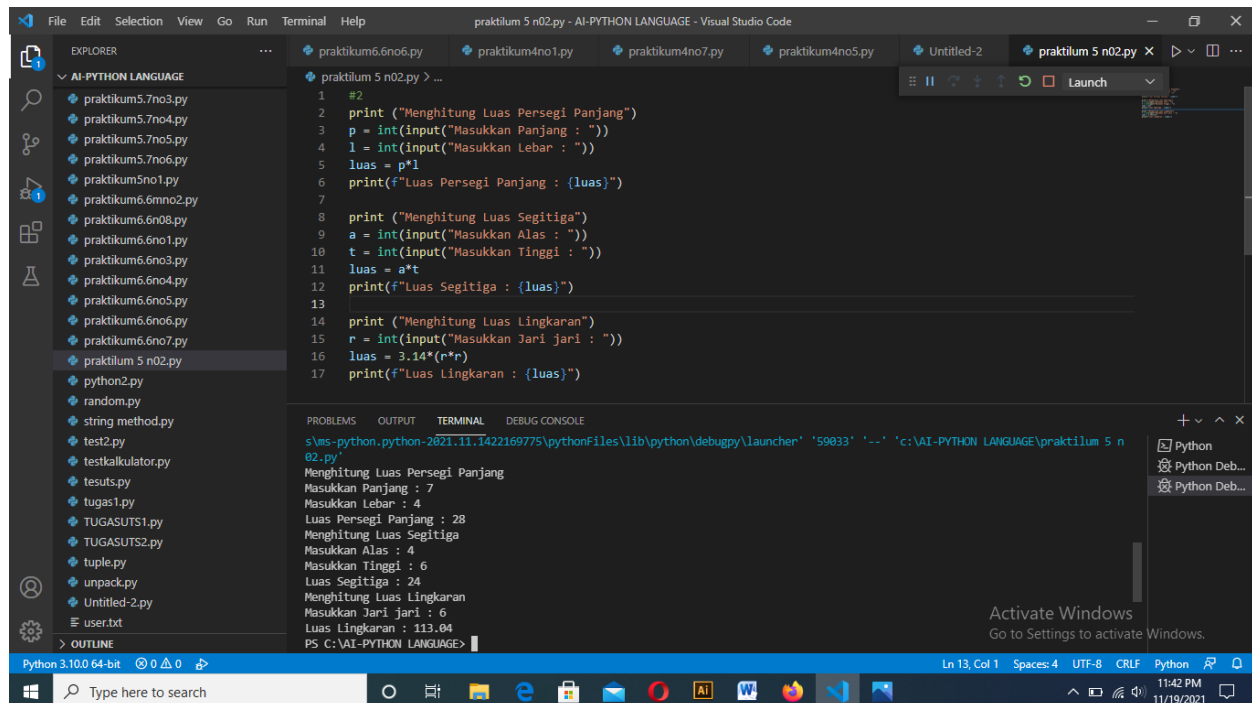 File Edit Selection View Go Run Terminal Help praktilum 5 n02.py - AI-PYTHON LANGUAGE - Visual Studio Code
EXPLORER
praktikum6.6no6.py praktikum4no1.py praktikum4no7.py praktikum4no5.py Untitled-2 praktilum 5 n02.py
AI-PYTHON LANGUAGE
praktikum5.7no3.py
praktikum5.7no4.py
praktikum5.7no5.py
praktikum5.7no6.py
praktikum5no1.py
praktikum6.6mno2.py
praktikum6.6n08.py
praktikum6.6no1.py
praktikum6.6no3.py
praktikum6.6no4.py
praktikum6.6no5.py
praktikum6.6no6.py
praktikum6.6no7.py
praktilum 5 n02.py
python2.py
random.py
string method.py
test2.py
testkalkulator.py
tesuts.py
tugas1.py
TUGASUTS1.py
TUGASUTS2.py
tuple.py
unpack.py
Untitled-2.py
user.txt
OUTLINE
1
1
praktilum 5 n02.py > ...
Launch
1 #2
2 print ("Menghitung Luas Persegi Panjang")
3 p = int(input("Masukkan Panjang : "))
4 l = int(input("Masukkan Lebar : "))
5 luas = p*l
6 print(f"Luas Persegi Panjang : {luas}")
7
8 print ("Menghitung Luas Segitiga")
9 a = int(input("Masukkan Alas : "))
10 t = int(input("Masukkan Tinggi : "))
11 luas = a*t
12 print(f"Luas Segitiga : {luas}")
13
14 print ("Menghitung Luas Lingkaran")
15 r = int(input("Masukkan Jari jari : "))
16 luas = 3.14*(r*r)
17 print(f"Luas Lingkaran : {luas}")
PROBLEMS OUTPUT TERMINAL DEBUG CONSOLE
s\ms-python.python-2021.11.1422169775\pythonFiles\lib\python\debugpy\launcher' '59033' '--' 'c:\AI-PYTHON LANGUAGE\praktilum 5 n
02.py'
Menghitung Luas Persegi Panjang
Masukkan Panjang : 7
Masukkan Lebar : 4
Luas Persegi Panjang : 28
Menghitung Luas Segitiga
Masukkan Alas : 4
Masukkan Tinggi : 6
Luas Segitiga : 24
Menghitung Luas Lingkaran
Masukkan Jari jari : 6
Luas Lingkaran : 113.04
PS C:\AI-PYTHON LANGUAGE>
Python
Python Deb...
Python Deb...
Activate Windows
Go to Settings to activate Windows.
Python 3.10.0 64-bit 0 0 Ln 13, Col 1 Spaces: 4 UTF-8 CRLF Python
Type here to search
Ai
W
11:42 PM
11/19/2021